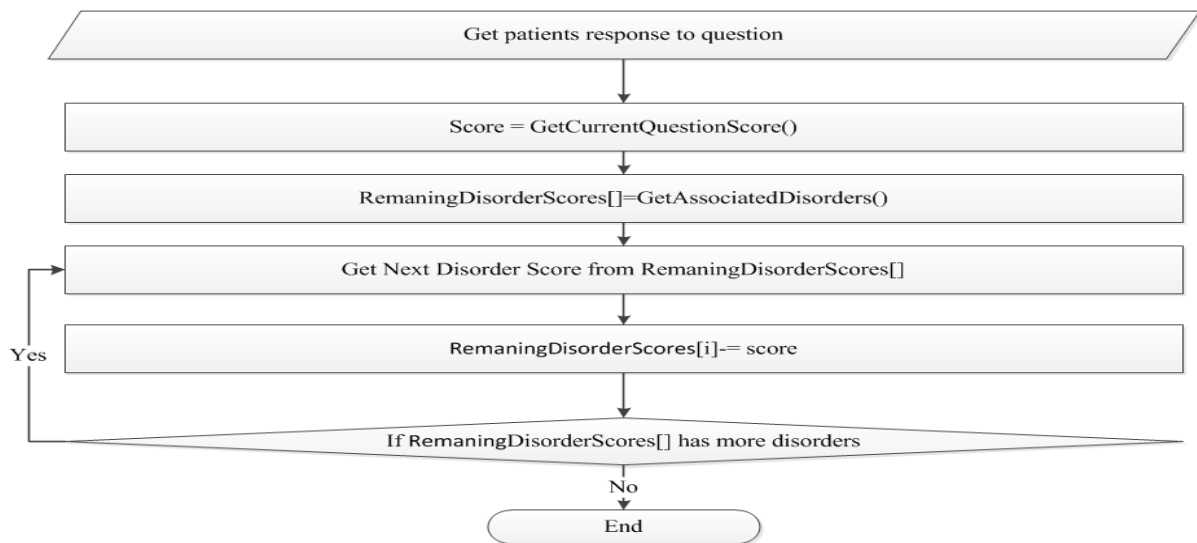 Get patients response to question
Score = GetCurrentQuestionScore()
RemaningDisorderScores[]=GetAssociatedDisorders()
Get Next Disorder Score from RemaningDisorderScores[]
RemaningDisorderScores[i]-= score
Yes
If RemaningDisorderScores[] has more disorders
No
End